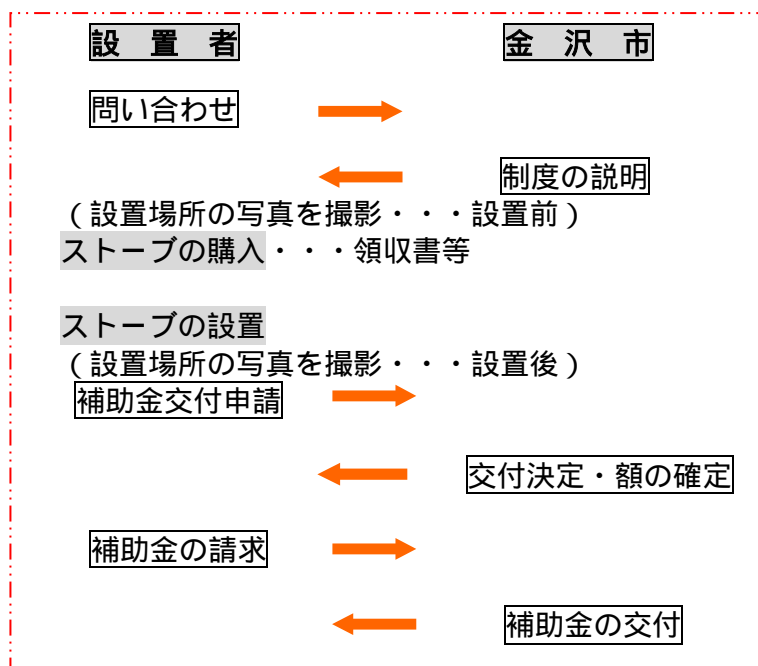 設　置　者　金　沢　市
問い合わせ
制度の説明
（設置場所の写真を撮影・・・設置前）
ストーブの購入・・・領収書等
ストーブの設置
（設置場所の写真を撮影・・・設置後）
補助金交付申請
交付決定・額の確定
補助金の請求
補助金の交付